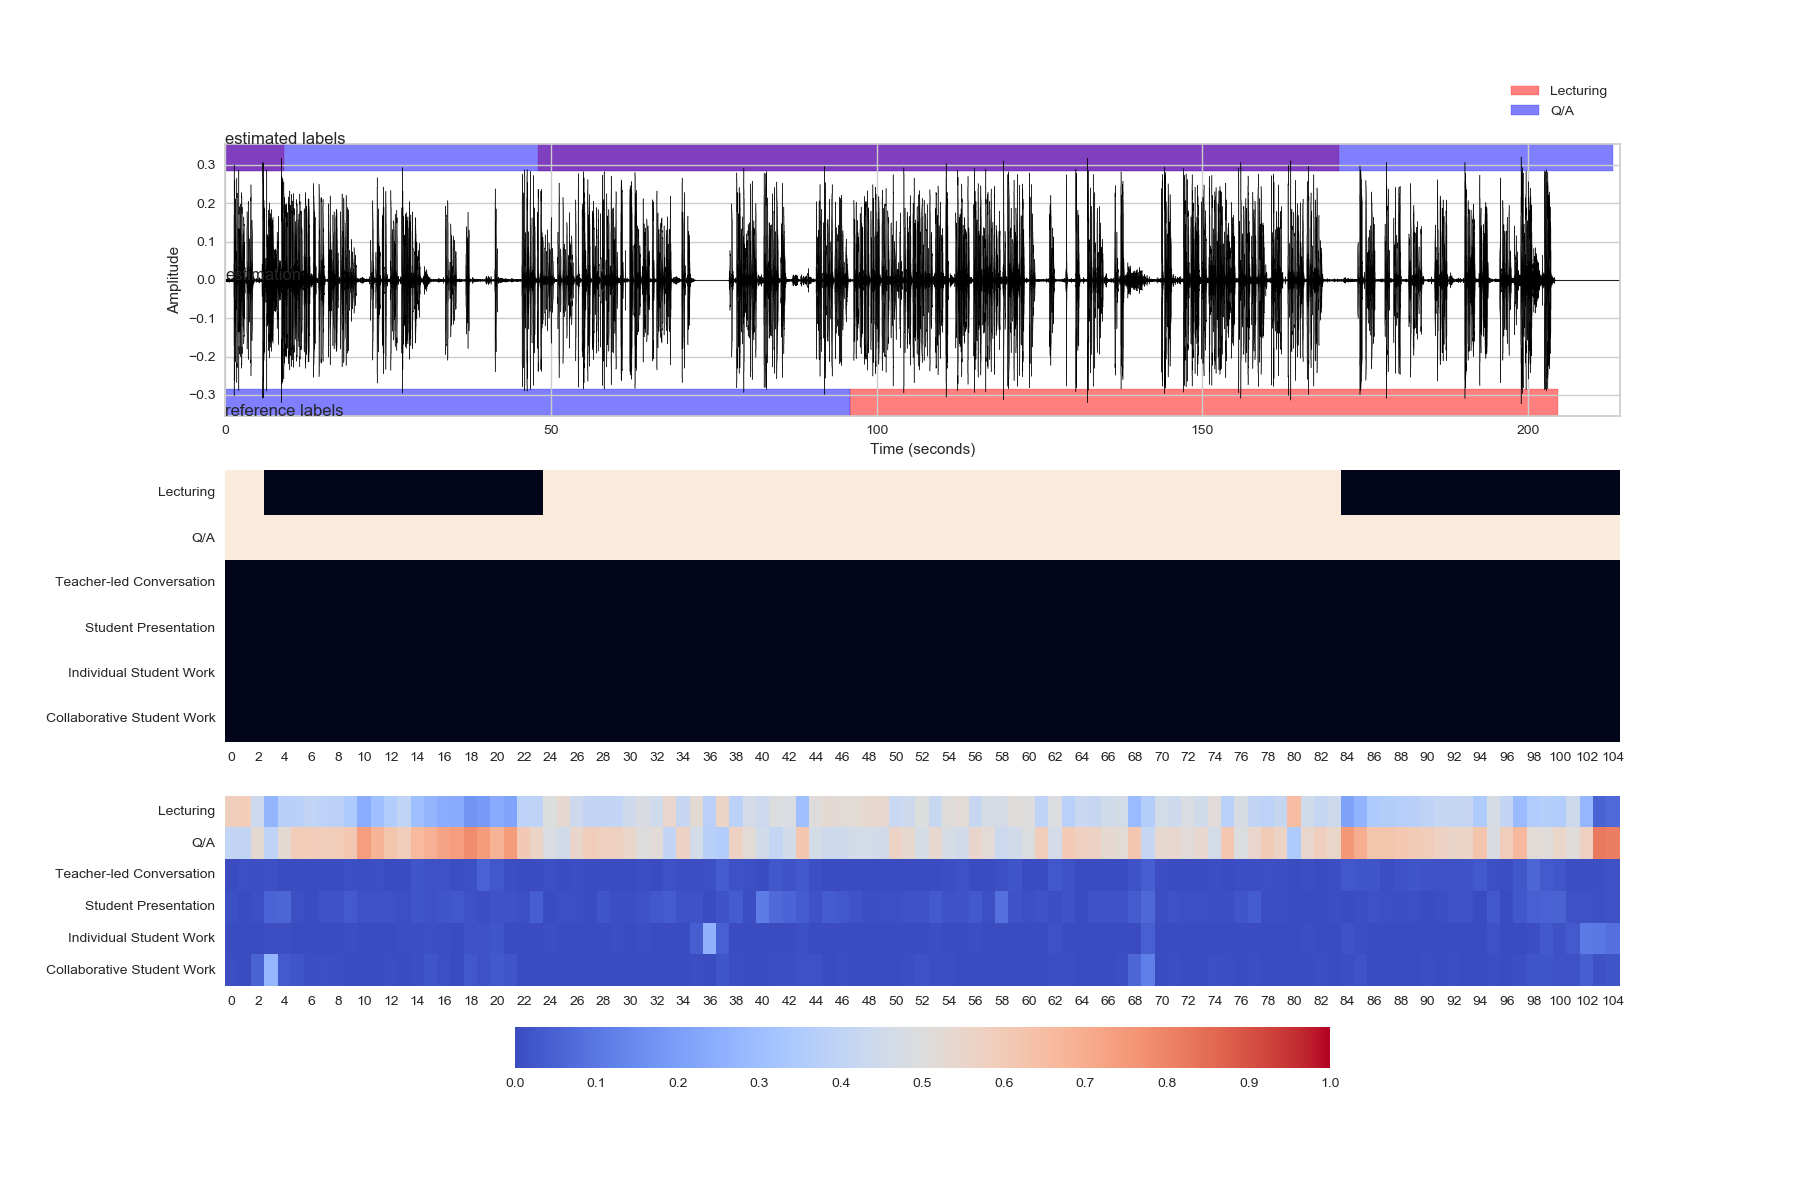 Lecturing
Q/A
estimated labels
0.3
0.2
0.1
0.0
−0.1
−0.2
−0.3
Amplitude
estimation
reference labels
0 50 100 150 200
Time (seconds)
Lecturing
Q/A
Teacher-led Conversation
Student Presentation
Individual Student Work
Collaborative Student Work
0 2 4 6 8 10 12 14 16 18 20 22 24 26 28 30 32 34 36 38 40 42 44 46 48 50 52 54 56 58 60 62 64 66 68 70 72 74 76 78 80 82 84 86 88 90 92 94 96 98 100 102 104
Lecturing
Q/A
Teacher-led Conversation
Student Presentation
Individual Student Work
Collaborative Student Work
0 2 4 6 8 10 12 14 16 18 20 22 24 26 28 30 32 34 36 38 40 42 44 46 48 50 52 54 56 58 60 62 64 66 68 70 72 74 76 78 80 82 84 86 88 90 92 94 96 98 100 102 104
0.0 0.1 0.2 0.3 0.4 0.5 0.6 0.7 0.8 0.9 1.0